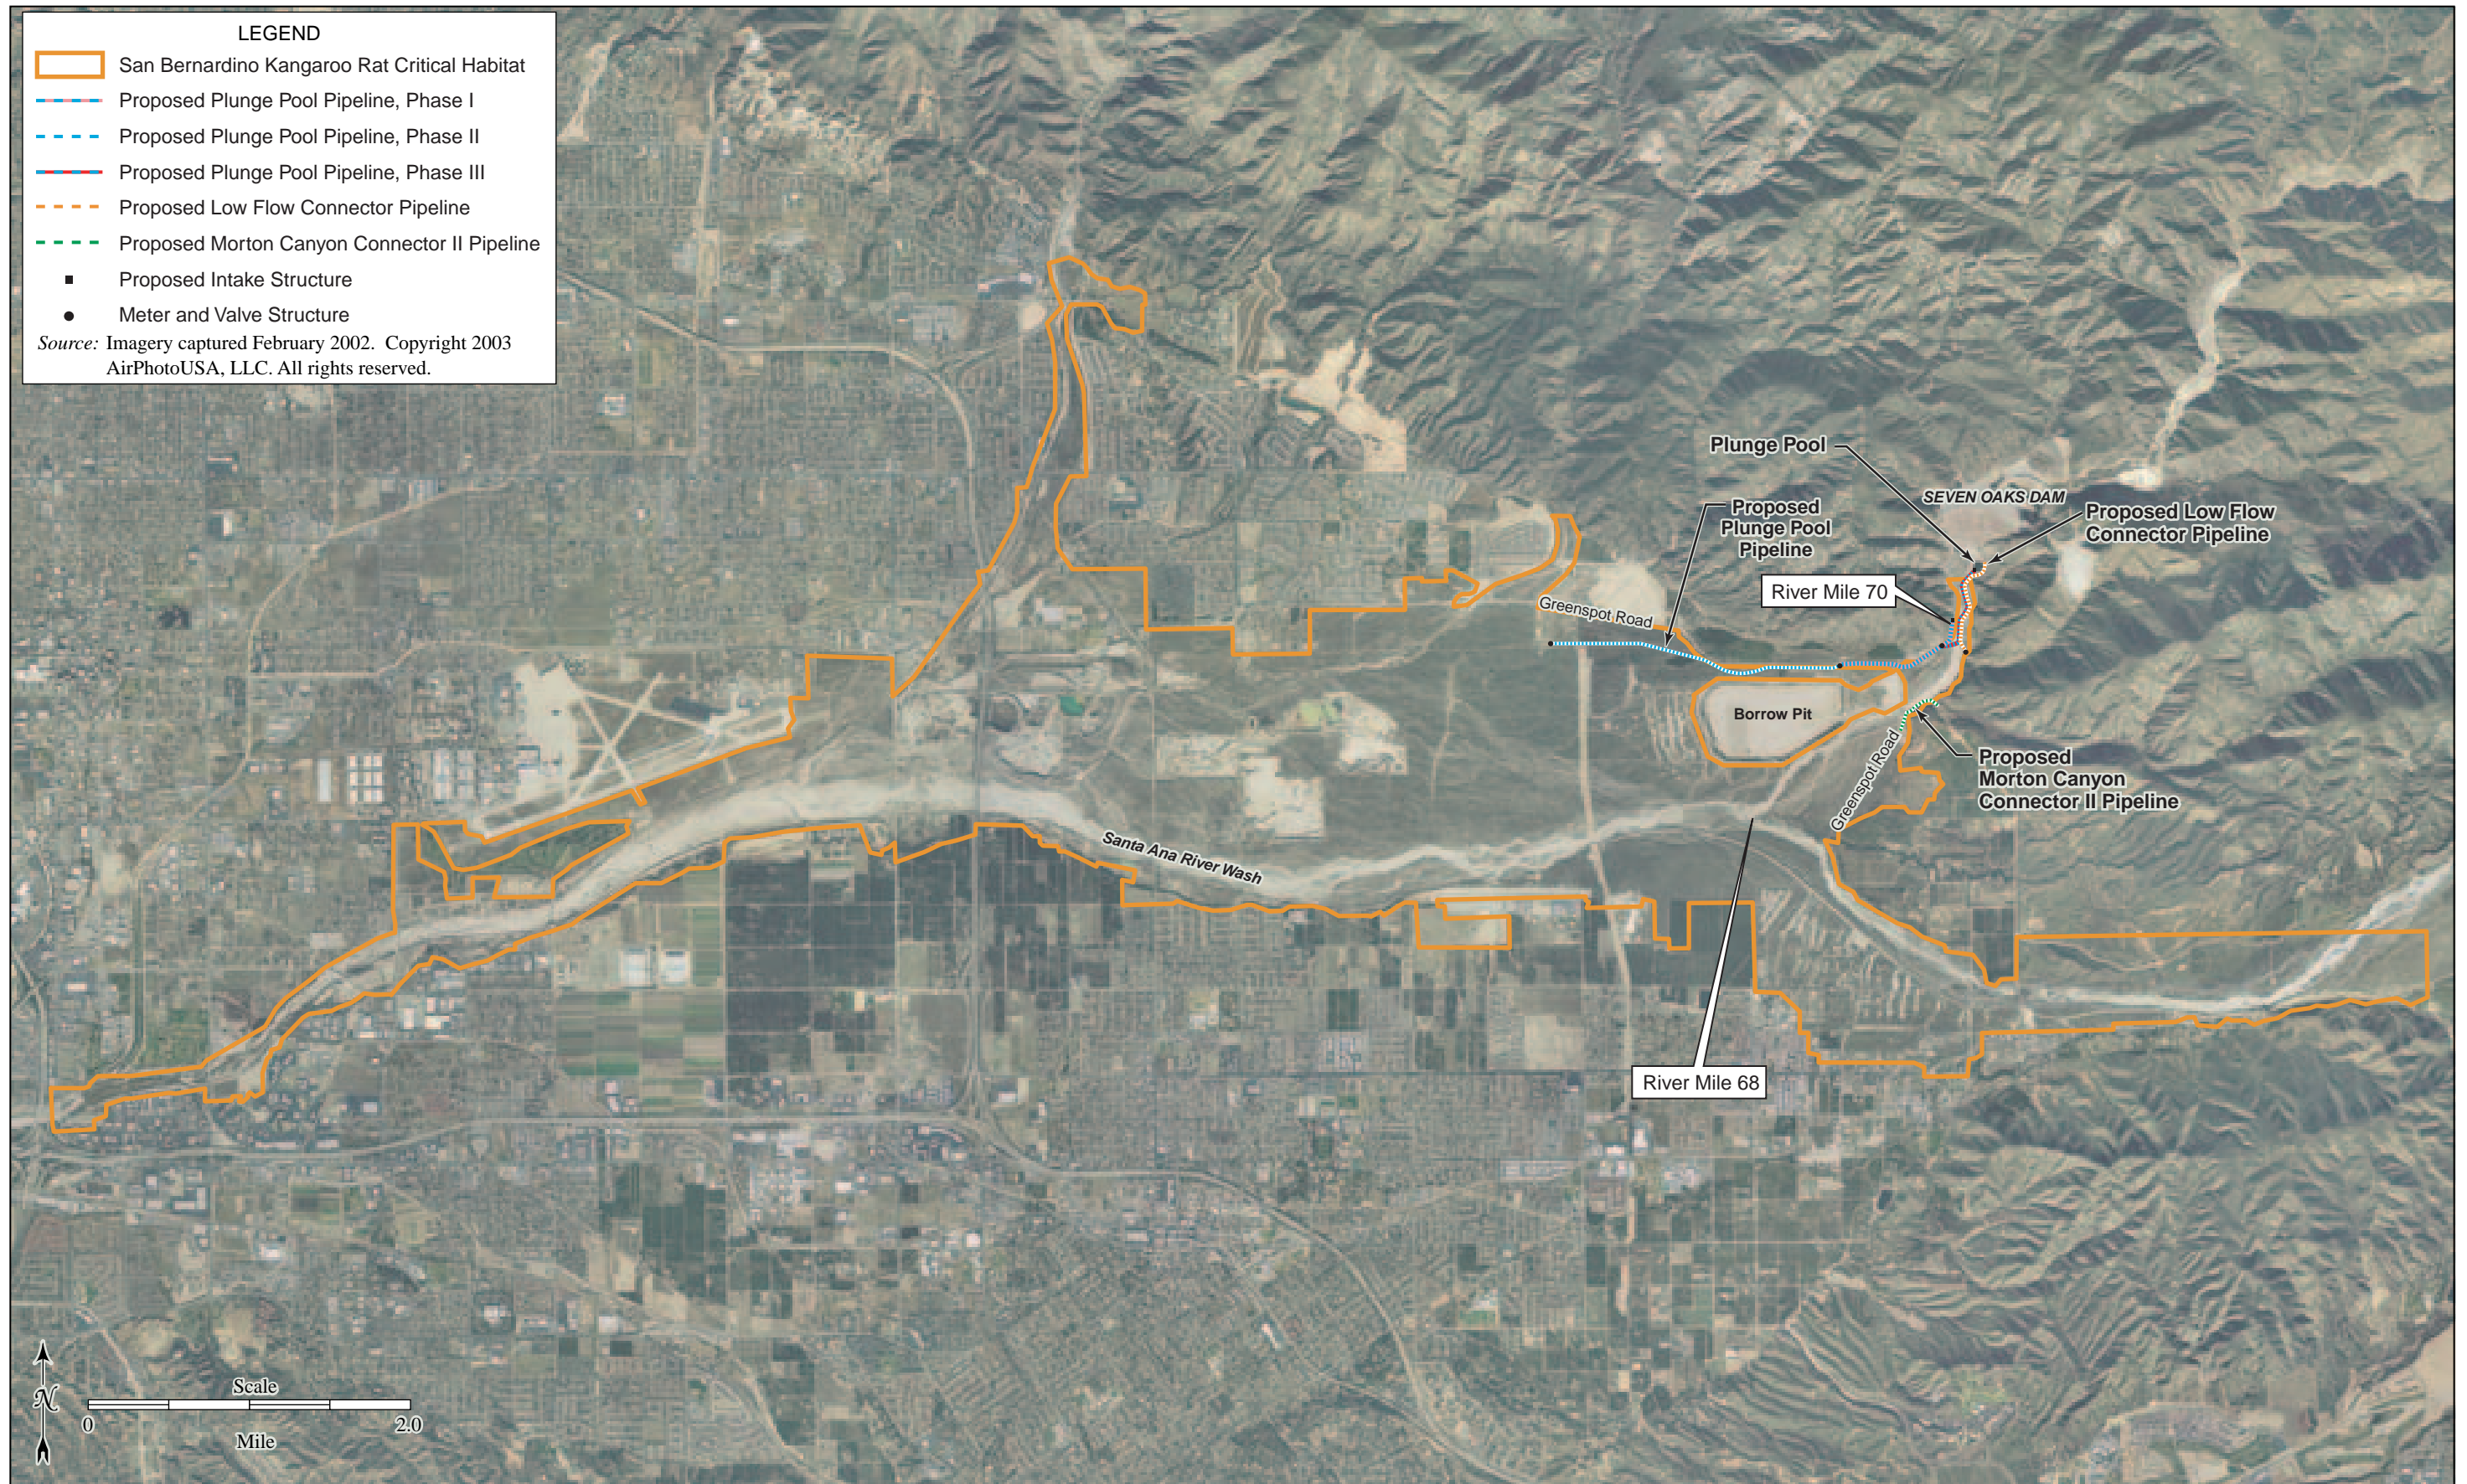 LEGEND
San Bernardino Kangaroo Rat Critical Habitat
Proposed Plunge Pool Pipeline, Phase I
Proposed Plunge Pool Pipeline, Phase II
Proposed Plunge Pool Pipeline, Phase III
Proposed Low Flow Connector Pipeline
Proposed Morton Canyon Connector II Pipeline
Proposed Intake Structure
Meter and Valve Structure
Source: Imagery captured February 2002. Copyright 2003
AirPhotoUSA, LLC. All rights reserved.
Plunge Pool
SEVEN OAKS DAM
Proposed
Plunge Pool
Pipeline
Proposed Low Flow
Connector Pipeline
River Mile 70
Greenspot Road
Borrow Pit
Greenspot Road
Proposed
Morton Canyon
Connector II Pipeline
Santa Ana River Wash
River Mile 68
N
Scale
0 2.0
Mile